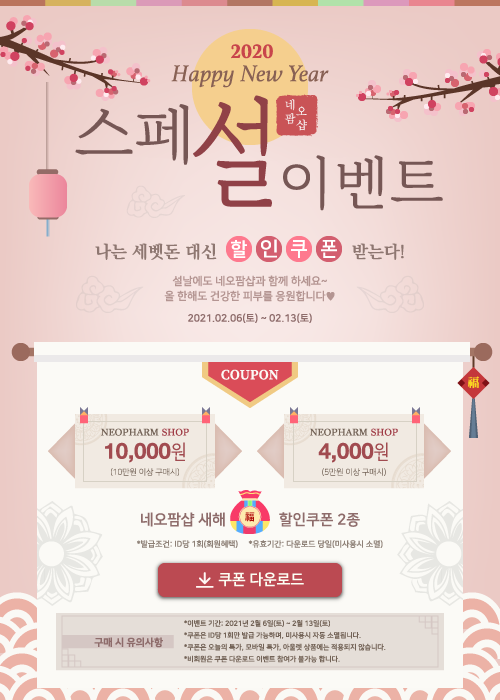 2020
Happy New Year
스페셜이벤트
네오팜샵
나는 세벳돈 대신 할인쿠폰 받는다!
설날에도 네오팜샵과 함께 하세요~
올 한해도 건강한 피부를 응원합니다♥
2021.02.06(토) ~ 02.13(토)
COUPON
福
NEOPHARM SHOP
10,000원
(10만원 이상 구매시)
NEOPHARM SHOP
4,000원
(5만원 이상 구매시)
네오팜샵 새해 福 할인쿠폰 2종
*발급조건: ID당 1회(회원혜택) *유효기간: 다운로드 당일(미사용시 소멸)
쿠폰 다운로드
구매 시 유의사항
*이벤트 기간: 2021년 2월 6일(토) ~ 2월 13일(토)
*쿠폰은 ID당 1회만 발급 가능하며, 미사용시 자동 소멸됩니다.
*쿠폰은 오늘의 특가, 모바일 특가, 아울렛 상품에는 적용되지 않습니다.
*비회원은 쿠폰 다운로드 이벤트 참여가 불가능 합니다.